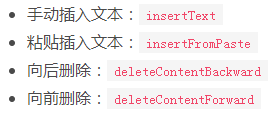 手动插入文本：insertText
粘贴插入文本：insertFromPaste
向后删除：deleteContentBackward
向前删除：deleteContentForward